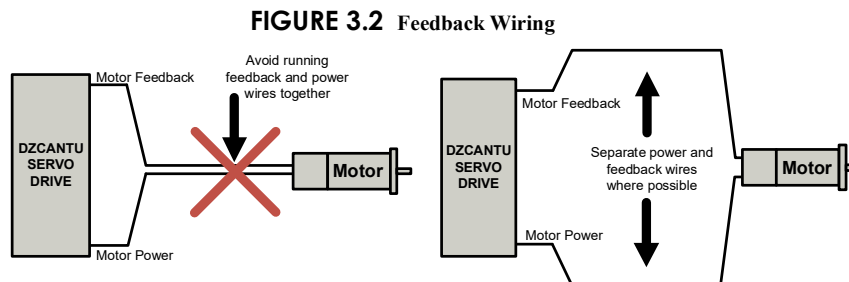 FIGURE 3.2 Feedback Wiring
Avoid running
feedback and power
wires together
Motor Feedback
DZCANTU
SERVO
DRIVE
Motor
Motor Power
Motor Feedback
DZCANTU
SERVO
DRIVE
Separate power and
feedback wires
where possible
Motor
Motor Power